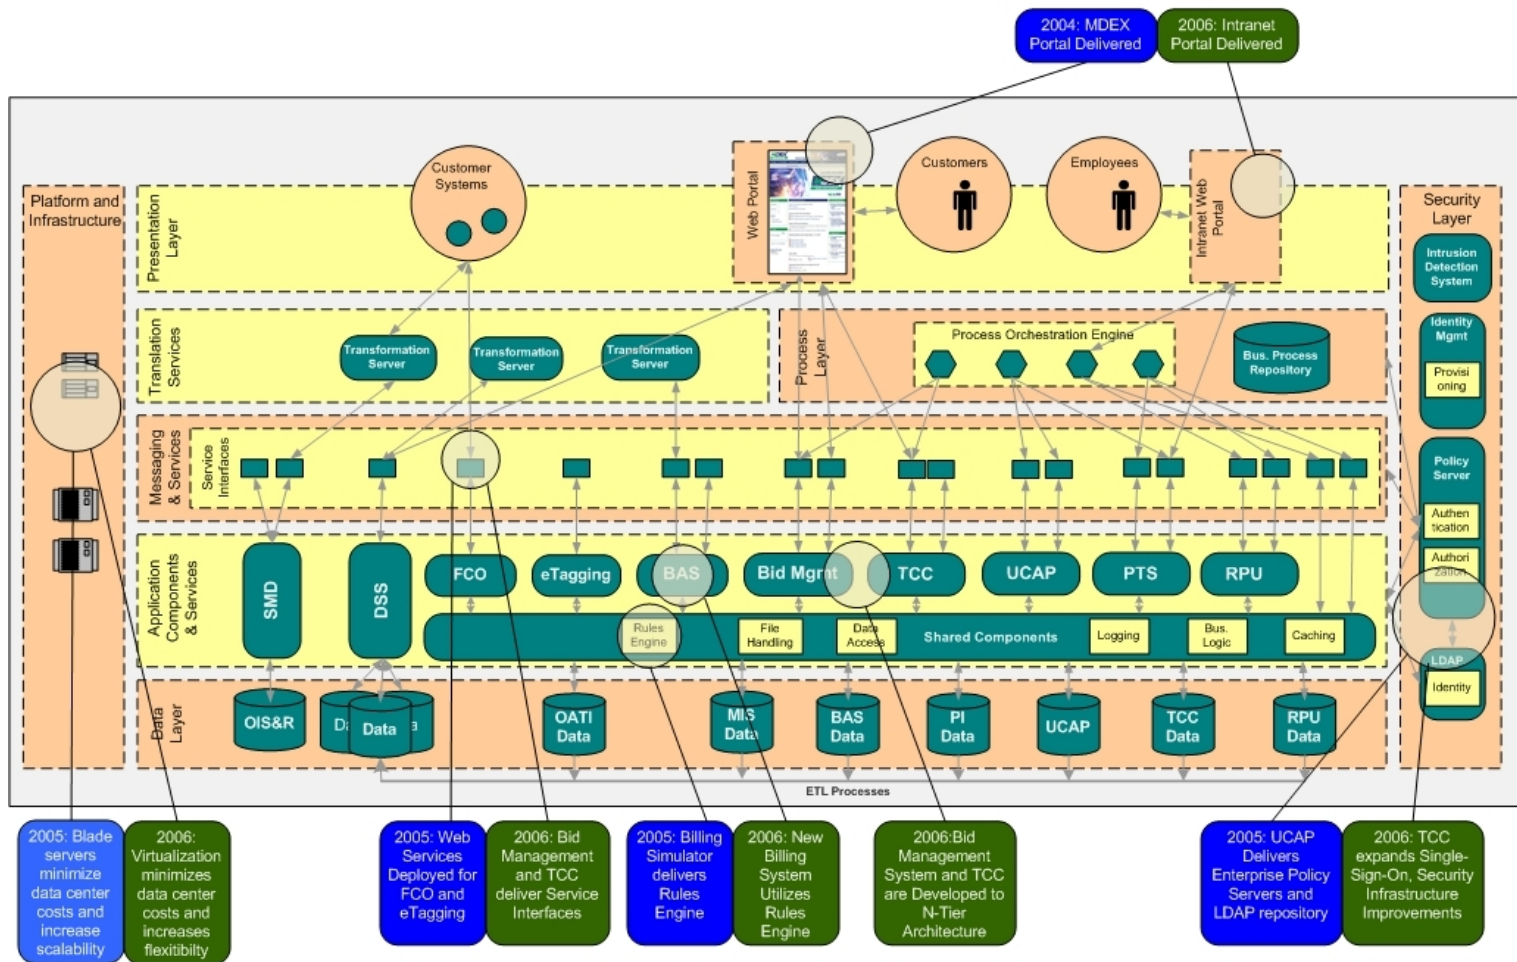 2004: MDEX
Portal Delivered
2006: Intranet
Portal Delivered
Platform and
Infrastructure
Presentation
Layer
Customer
Systems
Web Portal
Customers
Employees
Intranet Web
Portal
Security
Layer
Intrusion
Detection
System
Identity
Mgmt
Provisi
oning
Policy
Server
Authen
tication
Authori
zation
LDAP
Identity
Translation
Services
Transformation
Server
Transformation
Server
Transformation
Server
Process
Layer
Process Orchestration Engine
Bus. Process
Repository
Messaging
& Services
Service
Interfaces
Application
Components
& Services
SMD
DSS
FCO
eTagging
BAS
Bid Mgmt
TCC
UCAP
PTS
RPU
Rules
Engine
File
Handling
Data
Access
Shared Components
Logging
Bus.
Logic
Caching
Data
Layer
OIS&R
Data
OATI
Data
MIS
Data
BAS
Data
PI
Data
UCAP
TCC
Data
RPU
Data
ETL Processes
2005: Blade
servers
minimize
data center
costs and
increase
scalability
2006:
Virtualization
minimizes
data center
costs and
increases
flexitibilty
2005: Web
Services
Deployed for
FCO and
eTagging
2006: Bid
Management
and TCC
deliver Service
Interfaces
2005: Billing
Simulator
delivers
Rules
Engine
2006: New
Billing
System
Utilizes
Rules
Engine
2006:Bid
Management
System and TCC
are Developed to
N-Tier
Architecture
2005: UCAP
Delivers
Enterprise Policy
Servers and
LDAP repository
2006: TCC
expands Single-
Sign-On, Security
Infrastructure
Improvements